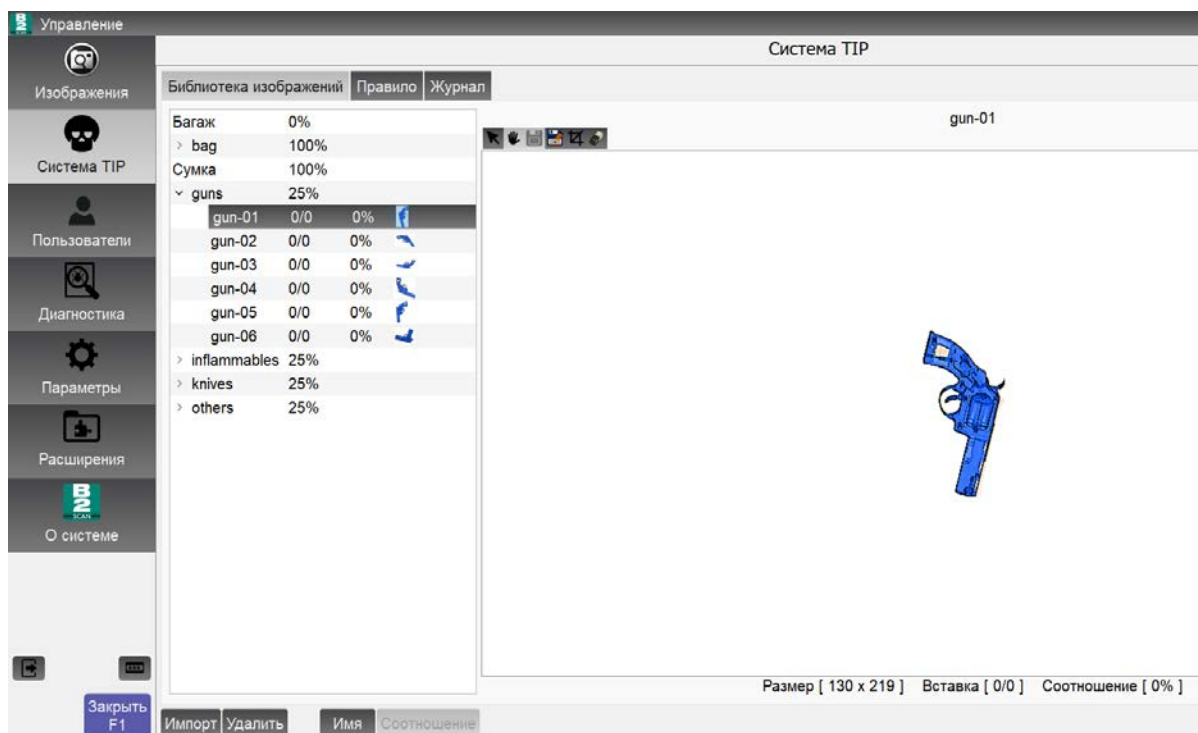 Управление
Система TIP
Изображения
Система TIP
Пользователи
Диагностика
Параметры
Расширения
B2
SCAN
О системе
Закрыть
F1
Библиотека изображений Правило Журнал
Багаж 0%
bag 100%
Сумка 100%
guns 25%
gun-01 0/0 0%
gun-02 0/0 0%
gun-03 0/0 0%
gun-04 0/0 0%
gun-05 0/0 0%
gun-06 0/0 0%
inflammables 25%
knives 25%
others 25%
Импорт Удалить Имя Соотношение
gun-01
Размер [ 130 x 219 ] Вставка [ 0/0 ] Соотношение [ 0% ]